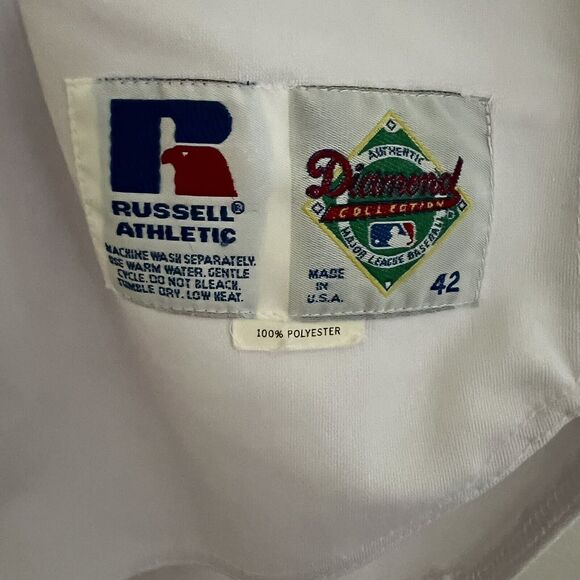 RUSSELL®
ATHLETIC
MACHINE WASH SEPARATELY.
USE WARM WATER. GENTLE
CYCLE. DO NOT BLEACH.
TUMBLE DRY. LOW HEAT.
AUTHENTIC
Diamond
COLLECTION
MAJOR LEAGUE BASEBALL
MADE
IN
U.S.A.
42
100% POLYESTER